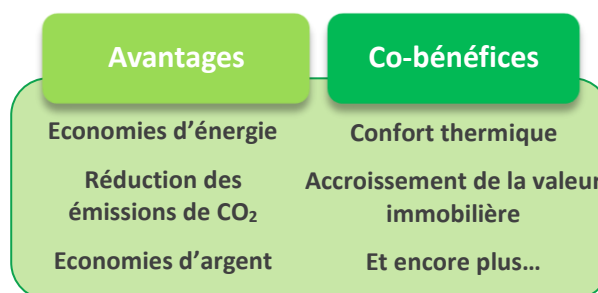 Avantages
Economies d'énergie
Réduction des
émissions de CO₂
Economies d'argent
Co-bénéfices
Confort thermique
Accroissement de la valeur
immobilière
Et encore plus…